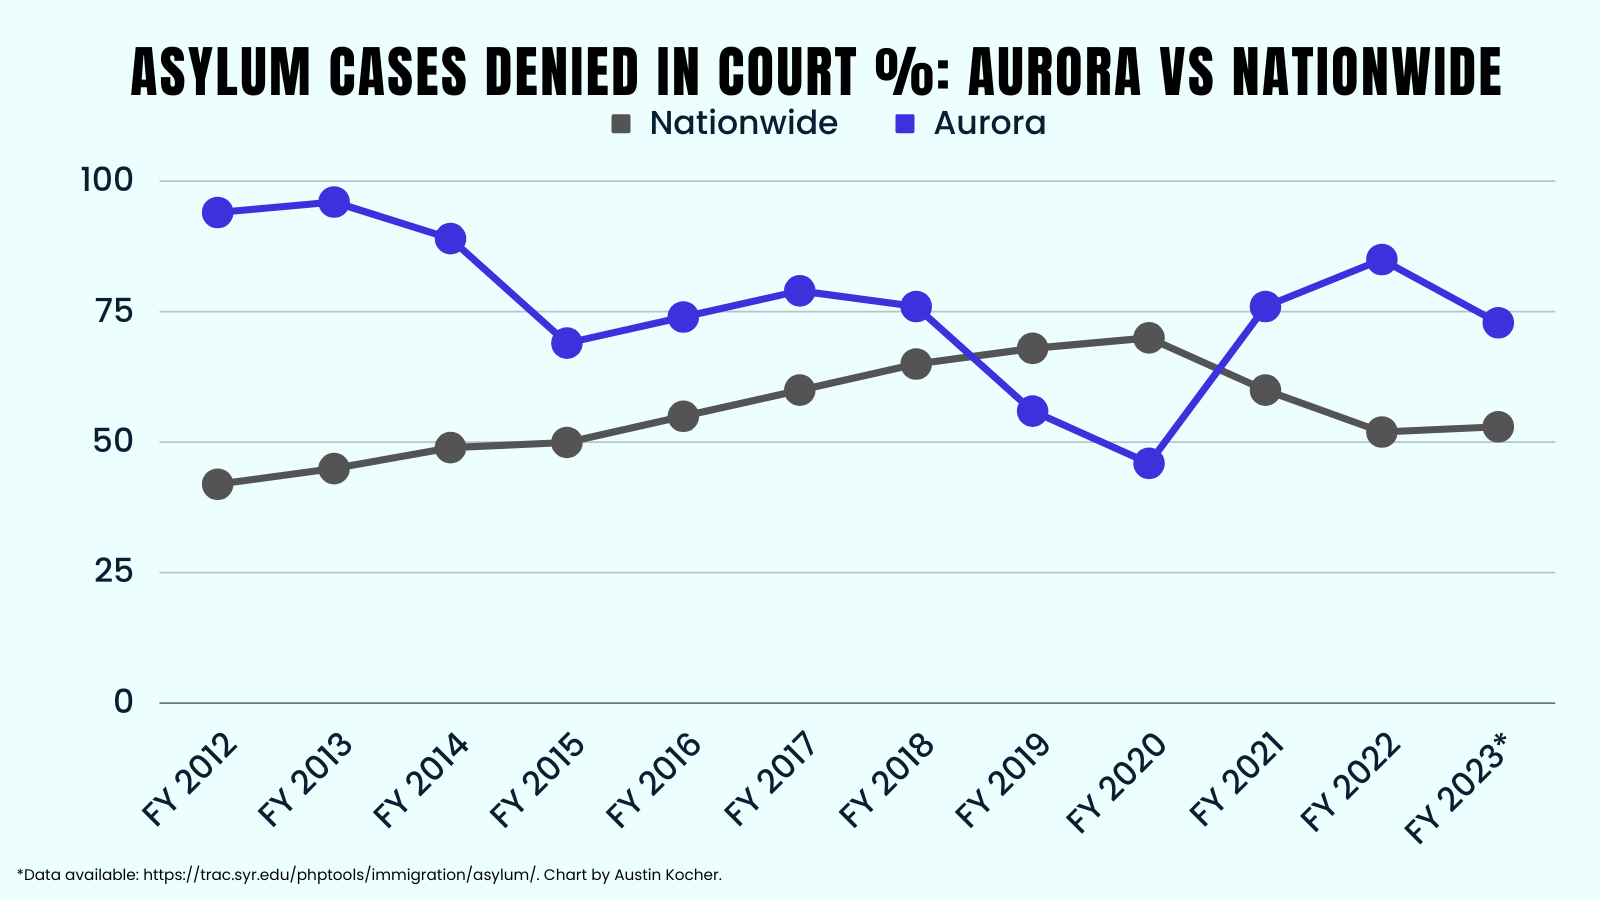 ASYLUM CASES DENIED IN COURT %: AURORA VS NATIONWIDE
Nationwide Aurora
100
75
50
25
0
FY 2012 FY 2013 FY 2014 FY 2015 FY 2016 FY 2017 FY 2018 FY 2019 FY 2020 FY 2021 FY 2022 FY 2023*
*Data available: https://trac.syr.edu/phptools/immigration/asylum/. Chart by Austin Kocher.